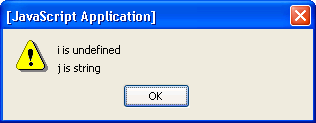 [JavaScript Application]
i is undefined
j is string
OK